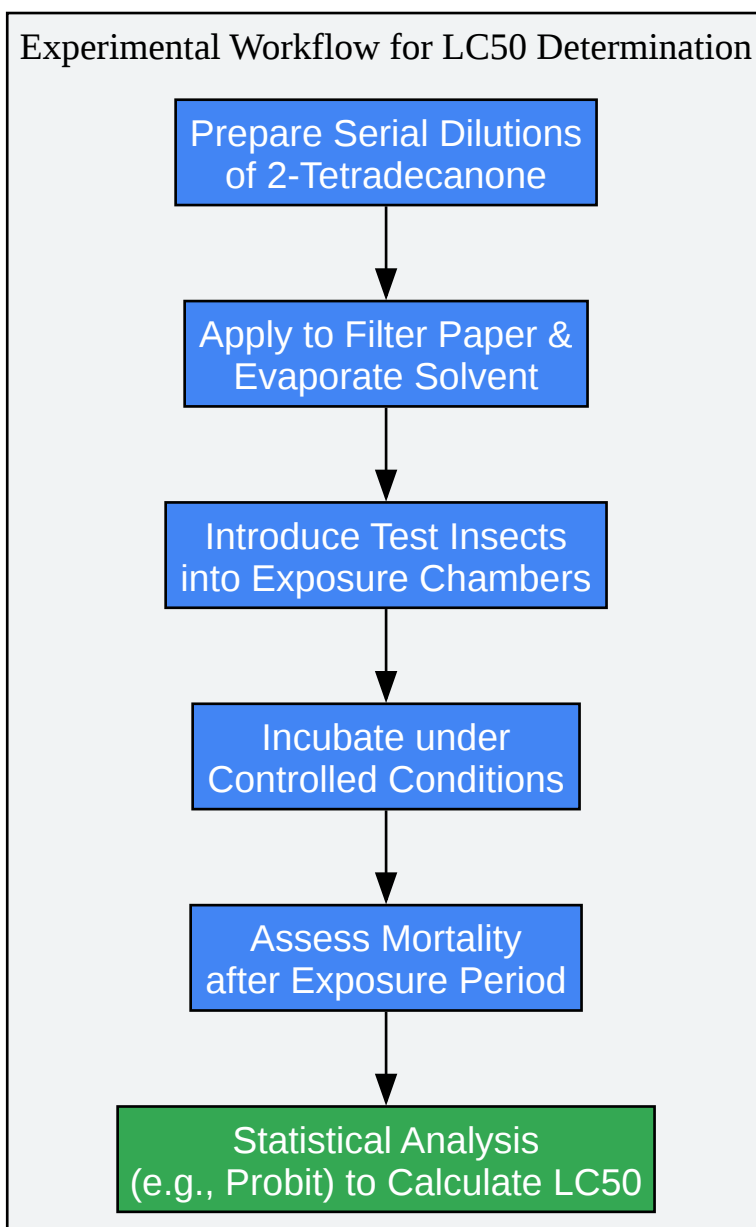 Experimental Workflow for LC50 Determination
Prepare Serial Dilutions
of 2-Tetradecanone
Apply to Filter Paper &
Evaporate Solvent
Introduce Test Insects
into Exposure Chambers
Incubate under
Controlled Conditions
Assess Mortality
after Exposure Period
Statistical Analysis
(e.g., Probit) to Calculate LC50